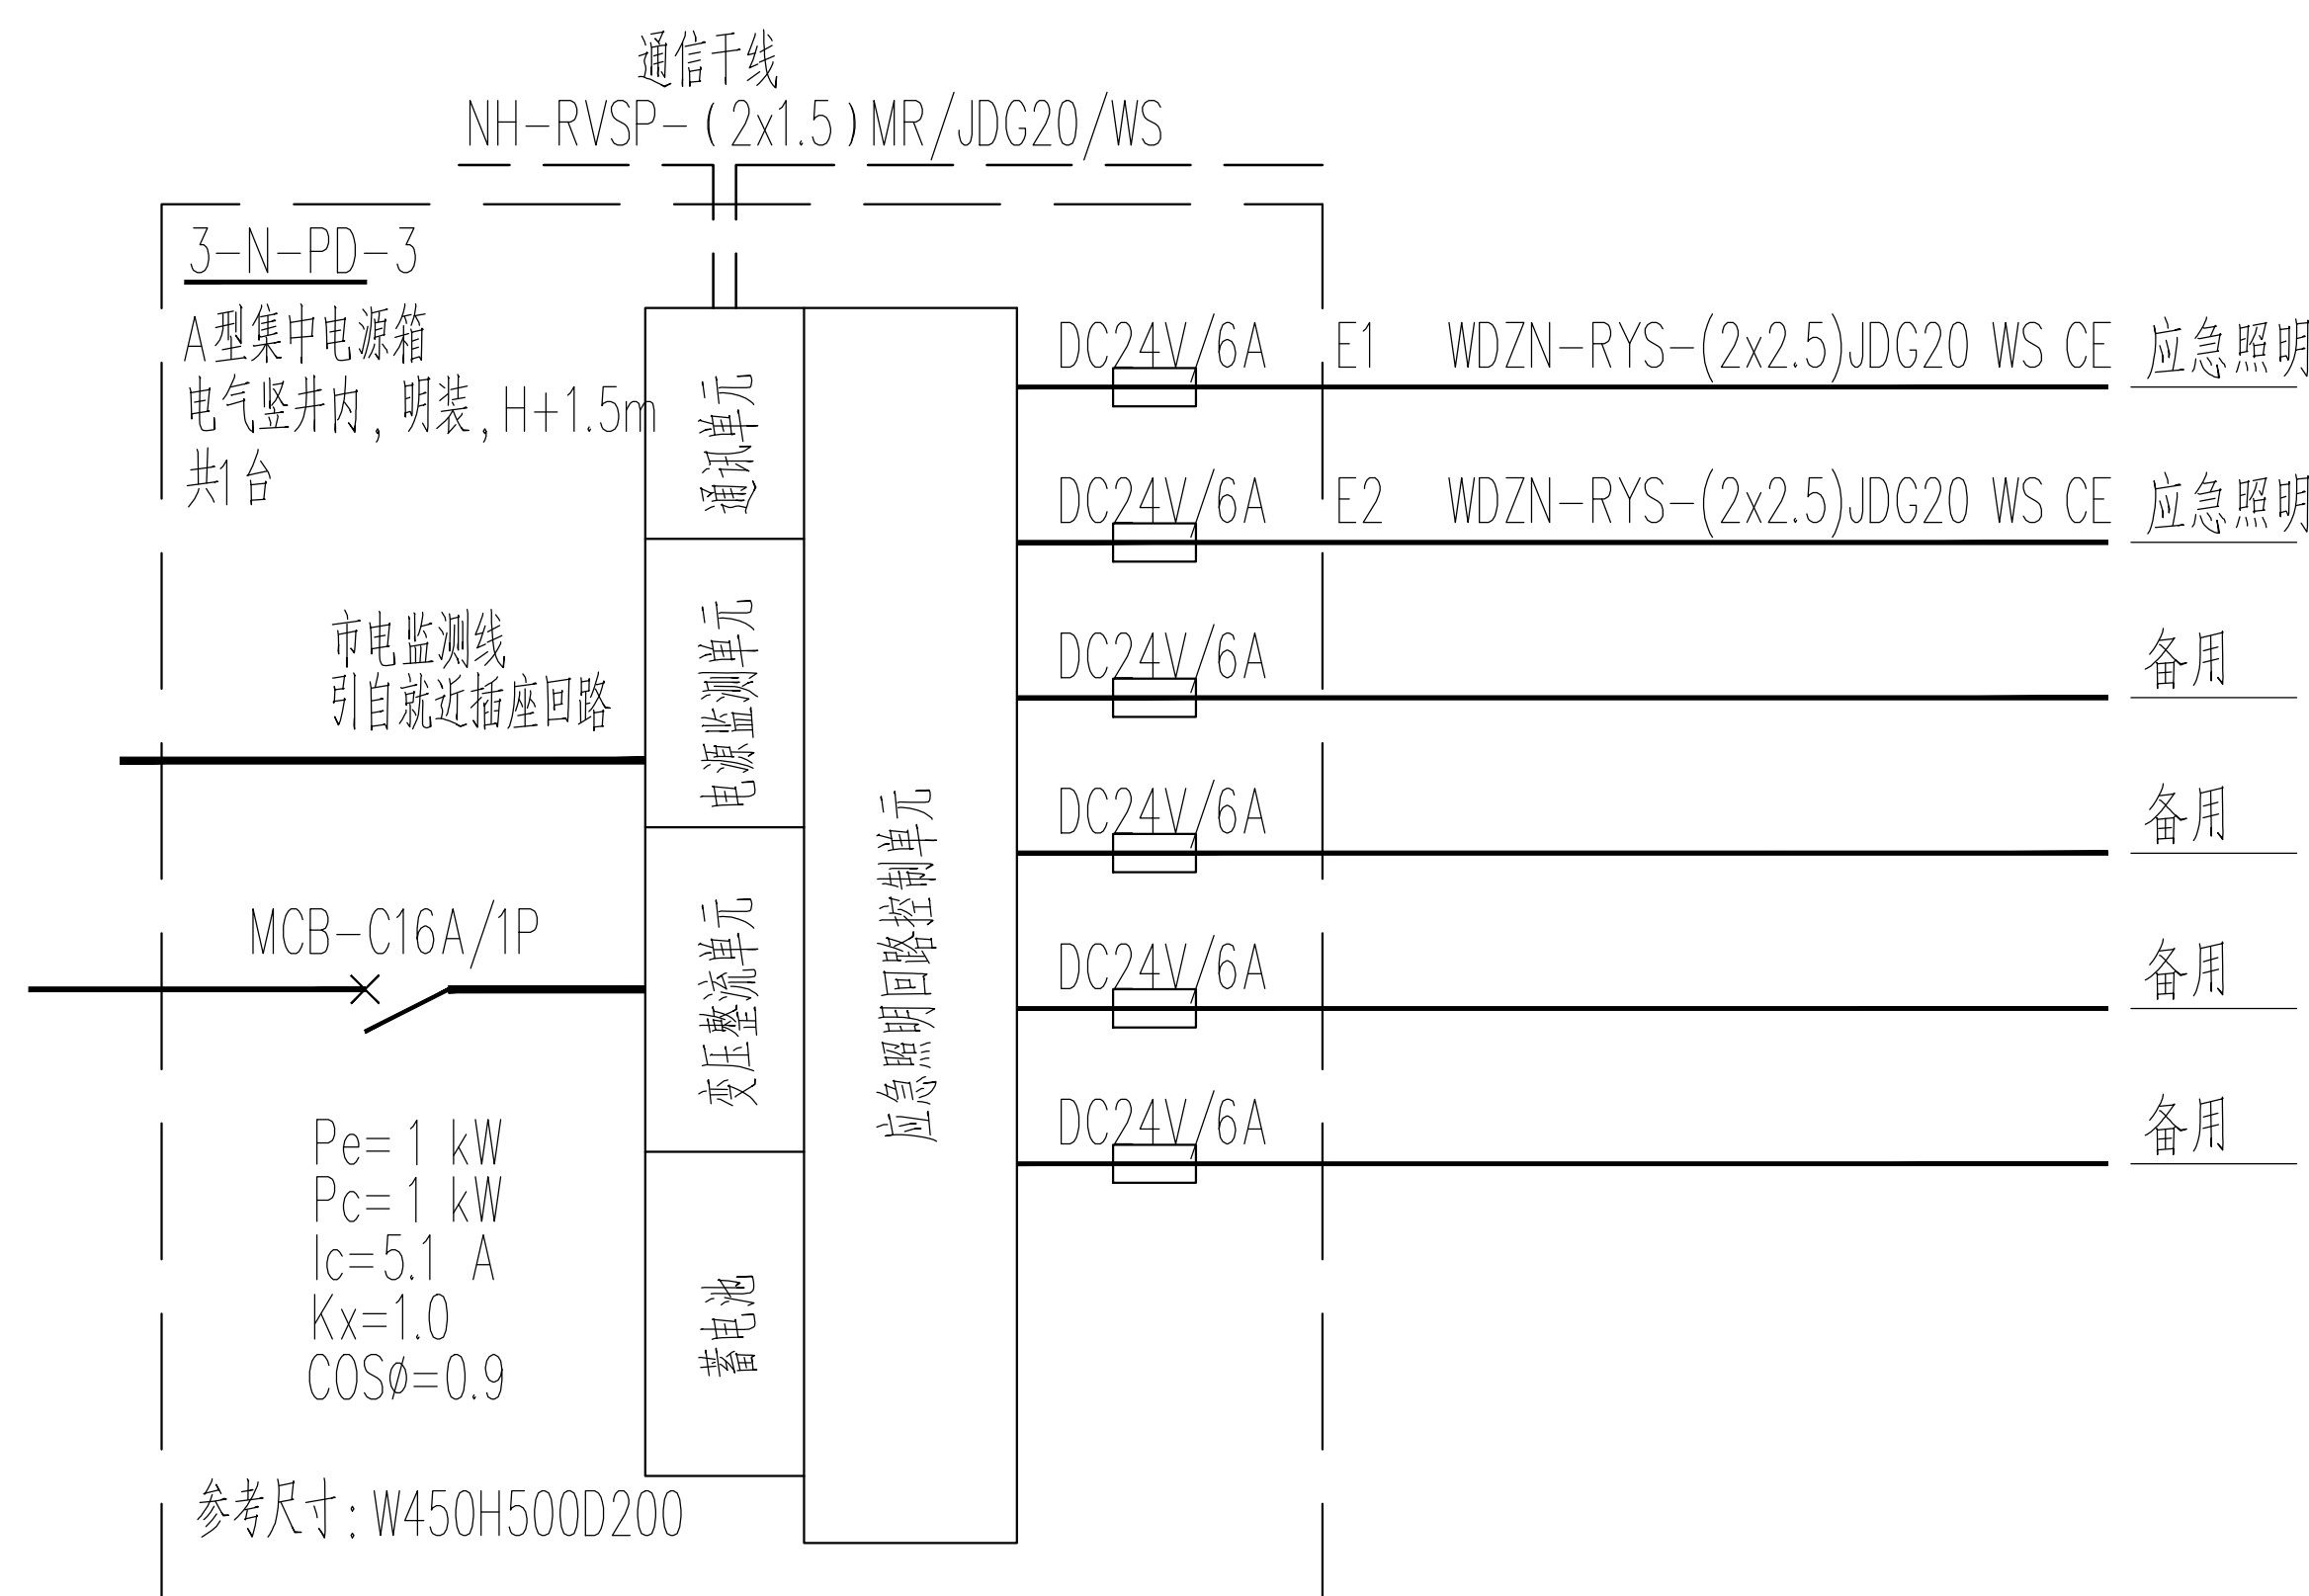 通信干线
NH-RVSP-(2x1.5)MR/JDG20/WS
3-N-PD-3
A型集中电源箱
电气竖井内,明装,H+1.5m
共1台
市电监测线
引自就近插座回路
MCB-C16A/1P
Pe=1 kW
Pc=1 kW
Ic=5.1 A
Kx=1.0
COSφ=0.9
参考尺寸:W450H500D200
通讯单元
电源监测单元
变压整流单元
蓄电池
应急照明回路控制单元
DC24V/6A E1 WDZN-RYS-(2x2.5)JDG20 WS CE 应急照明
DC24V/6A E2 WDZN-RYS-(2x2.5)JDG20 WS CE 应急照明
DC24V/6A 备用
DC24V/6A 备用
DC24V/6A 备用
DC24V/6A 备用